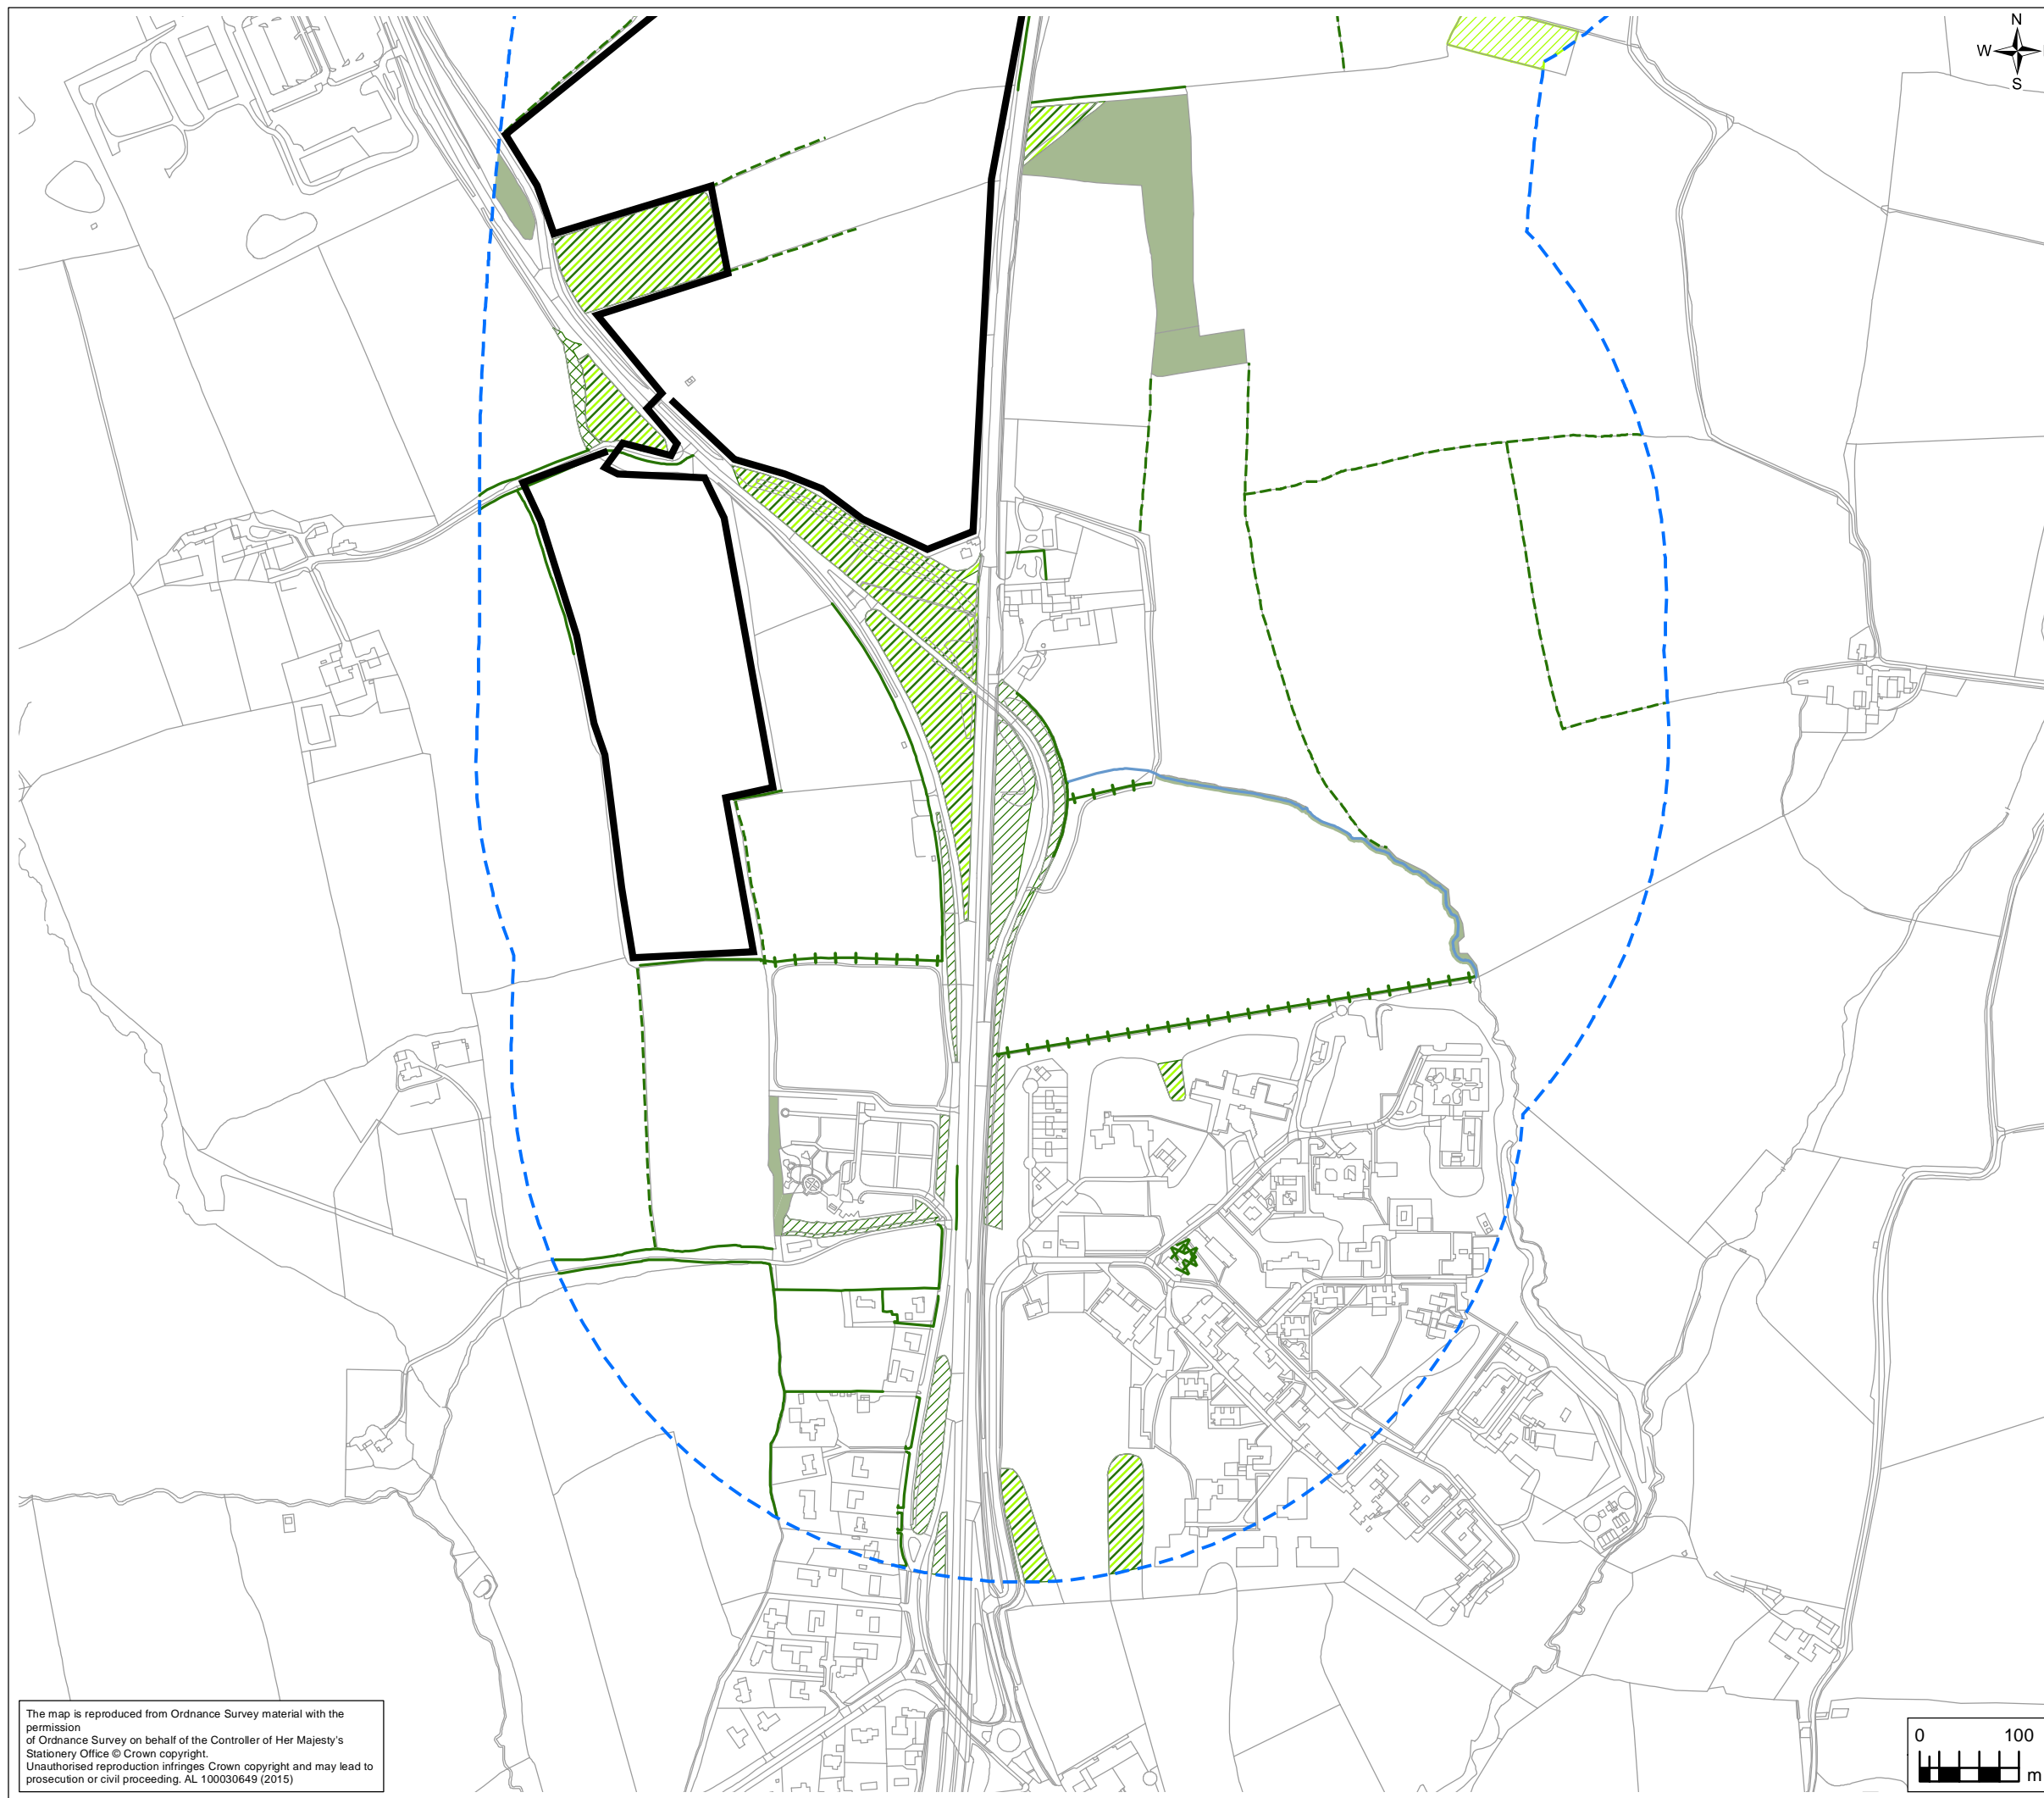 N
W
S
The map is reproduced from Ordnance Survey material with the
permission
of Ordnance Survey on behalf of the Controller of Her Majesty's
Stationery Office © Crown copyright.
Unauthorised reproduction infringes Crown copyright and may lead to
prosecution or civil proceeding. AL 100030649 (2015)
0 100
m